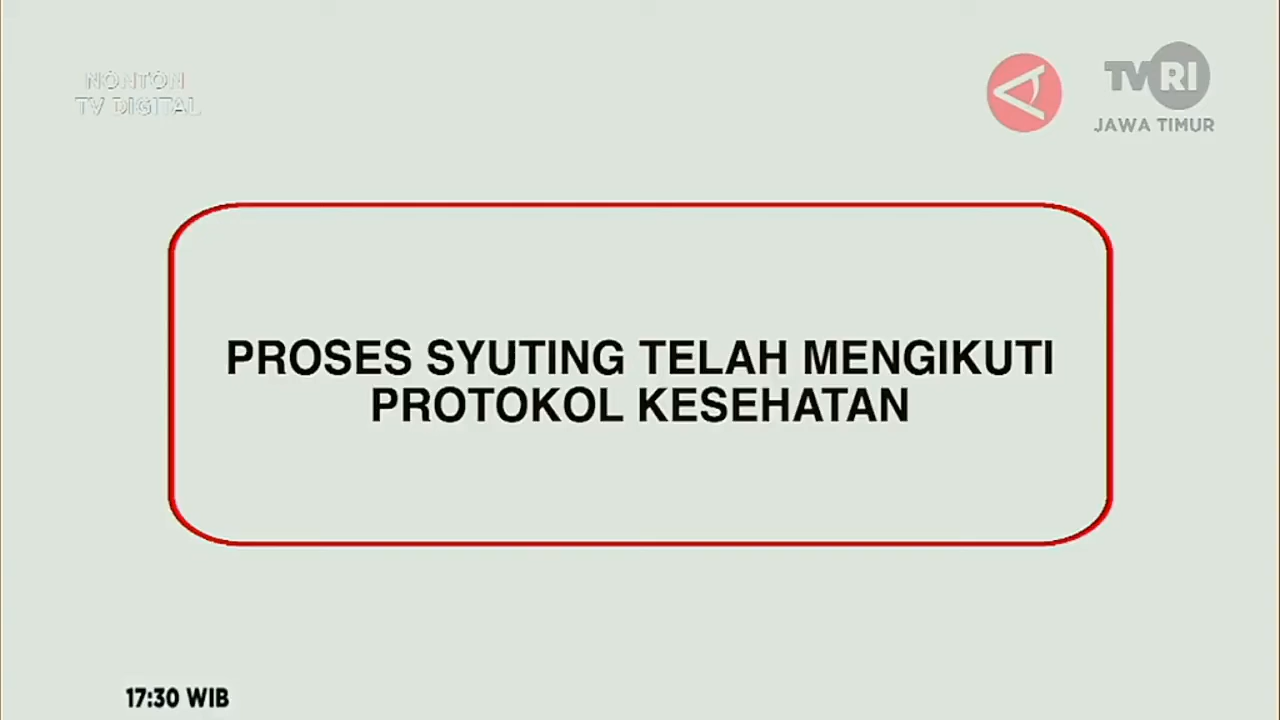 NONTON
TV DIGITAL
TVRI
JAWA TIMUR
PROSES SYUTING TELAH MENGIKUTI
PROTOKOL KESEHATAN
17:30 WIB